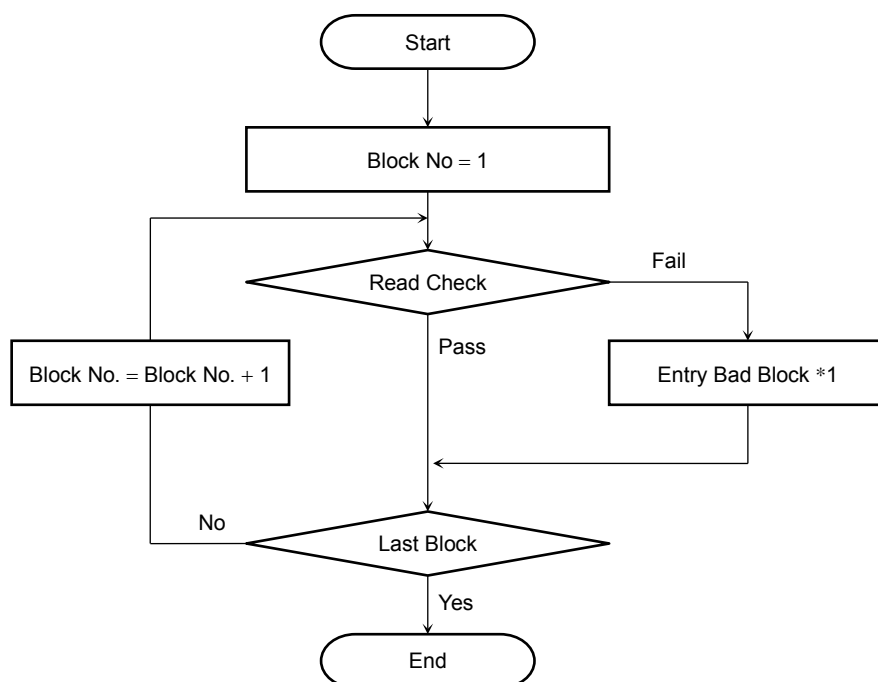 Start
Block No = 1
Read Check
Fail
Pass
Block No. = Block No. + 1
Entry Bad Block *1
No
Last Block
Yes
End